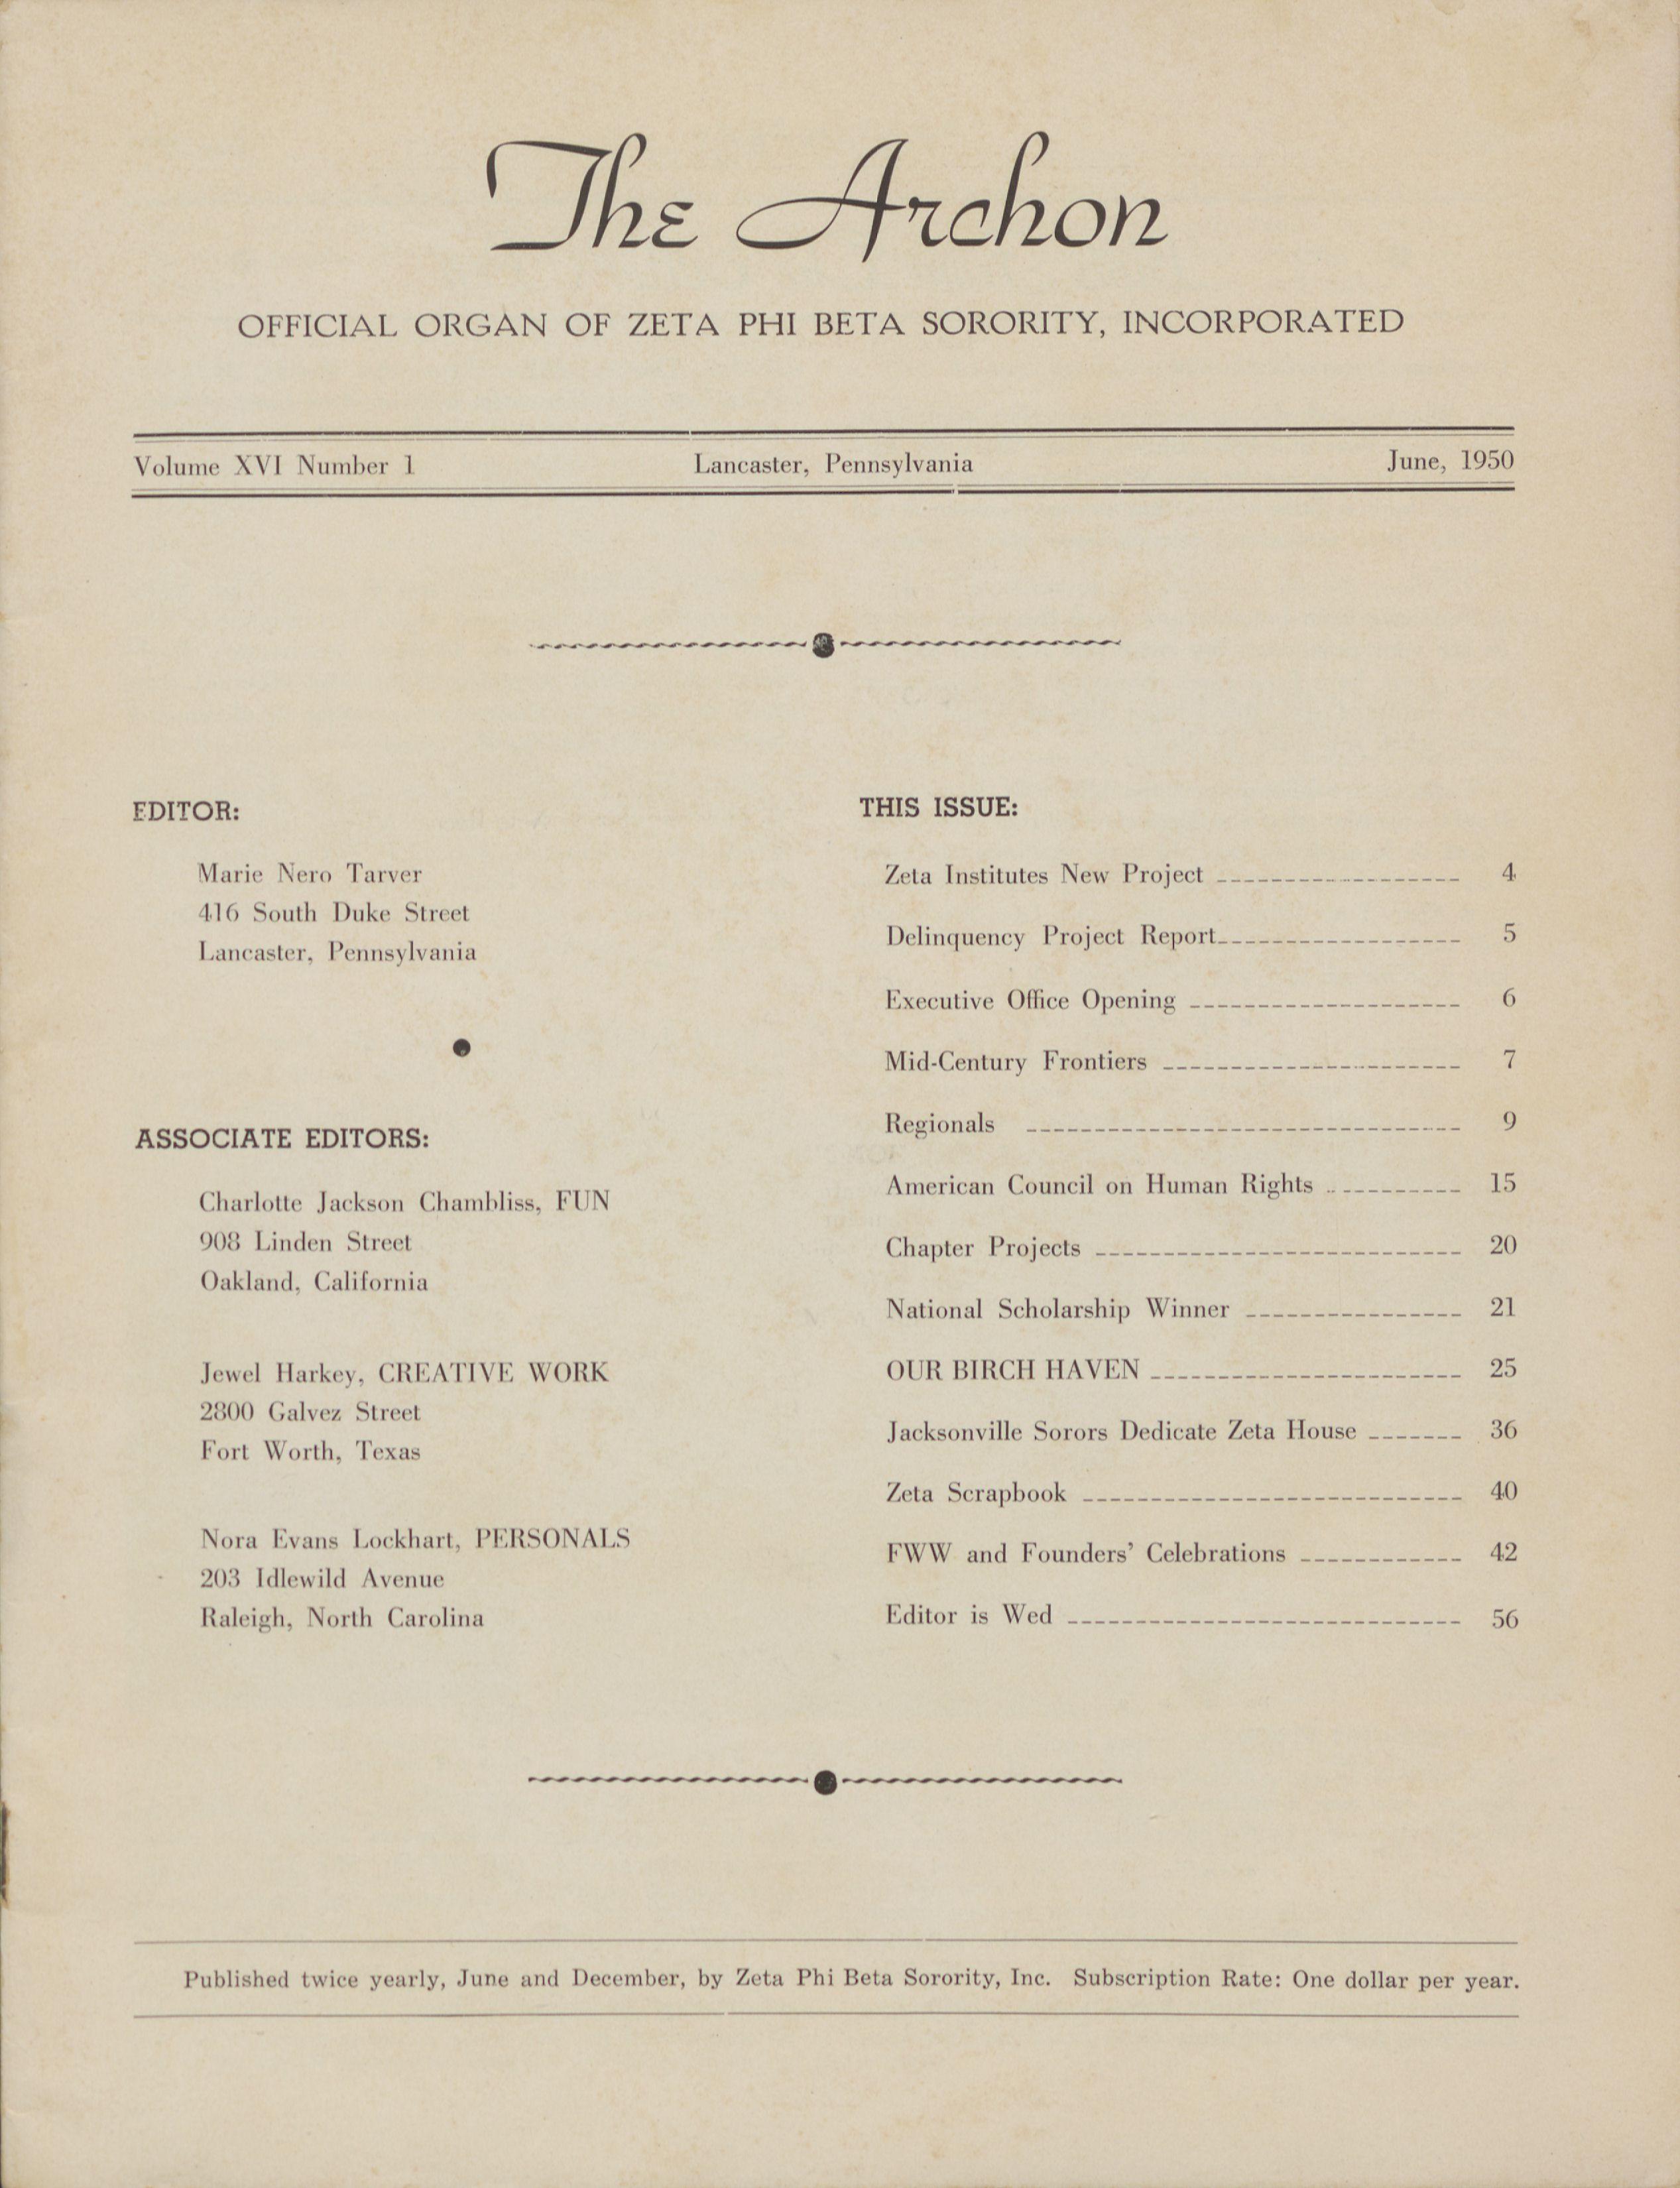 The Archon
OFFICIAL ORGAN OF ZETA PHI BETA SORORITY, INCORPORATED
Volume XVI Number 1 Lancaster, Pennsylvania June, 1950
EDITOR:
Marie Nero Tarver
416 South Duke Street
Lancaster, Pennsylvania
ASSOCIATE EDITORS:
Charlotte Jackson Chambliss, FUN
908 Linden Street
Oakland, California
Jewel Harkey, CREATIVE WORK
2800 Galvez Street
Fort Worth, Texas
Nora Evans Lockhart, PERSONALS
203 Idlewild Avenue
Raleigh, North Carolina
THIS ISSUE:
Zeta Institutes New Project 4
Delinquency Project Report 5
Executive Office Opening 6
Mid-Century Frontiers 7
Regionals 9
American Council on Human Rights 15
Chapter Projects 20
National Scholarship Winner 21
OUR BIRCH HAVEN 25
Jacksonville Sorors Dedicate Zeta House 36
Zeta Scrapbook 40
FWW and Founders' Celebrations 42
Editor is Wed 56
Published twice yearly, June and December, by Zeta Phi Beta Sorority, Inc. Subscription Rate: One dollar per year.